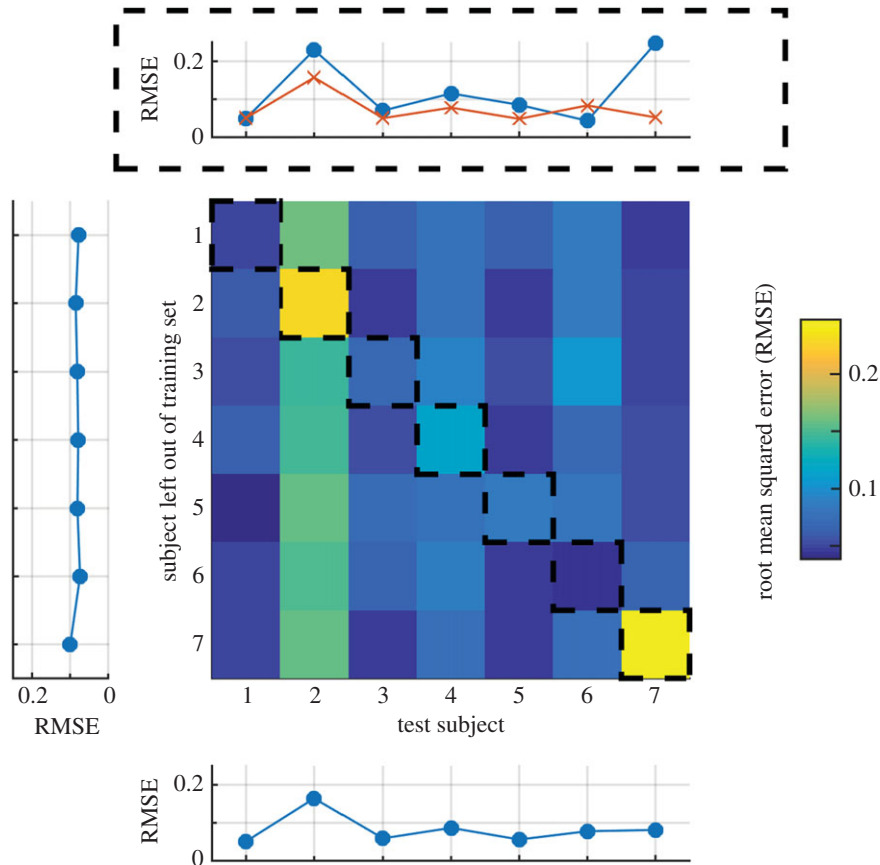 RMSE
0.2
0
subject left out of training set
1
2
3
4
5
6
7
0.2 0
RMSE
1 2 3 4 5 6 7
test subject
root mean squared error (RMSE)
0.2
0.1
RMSE
0.2
0